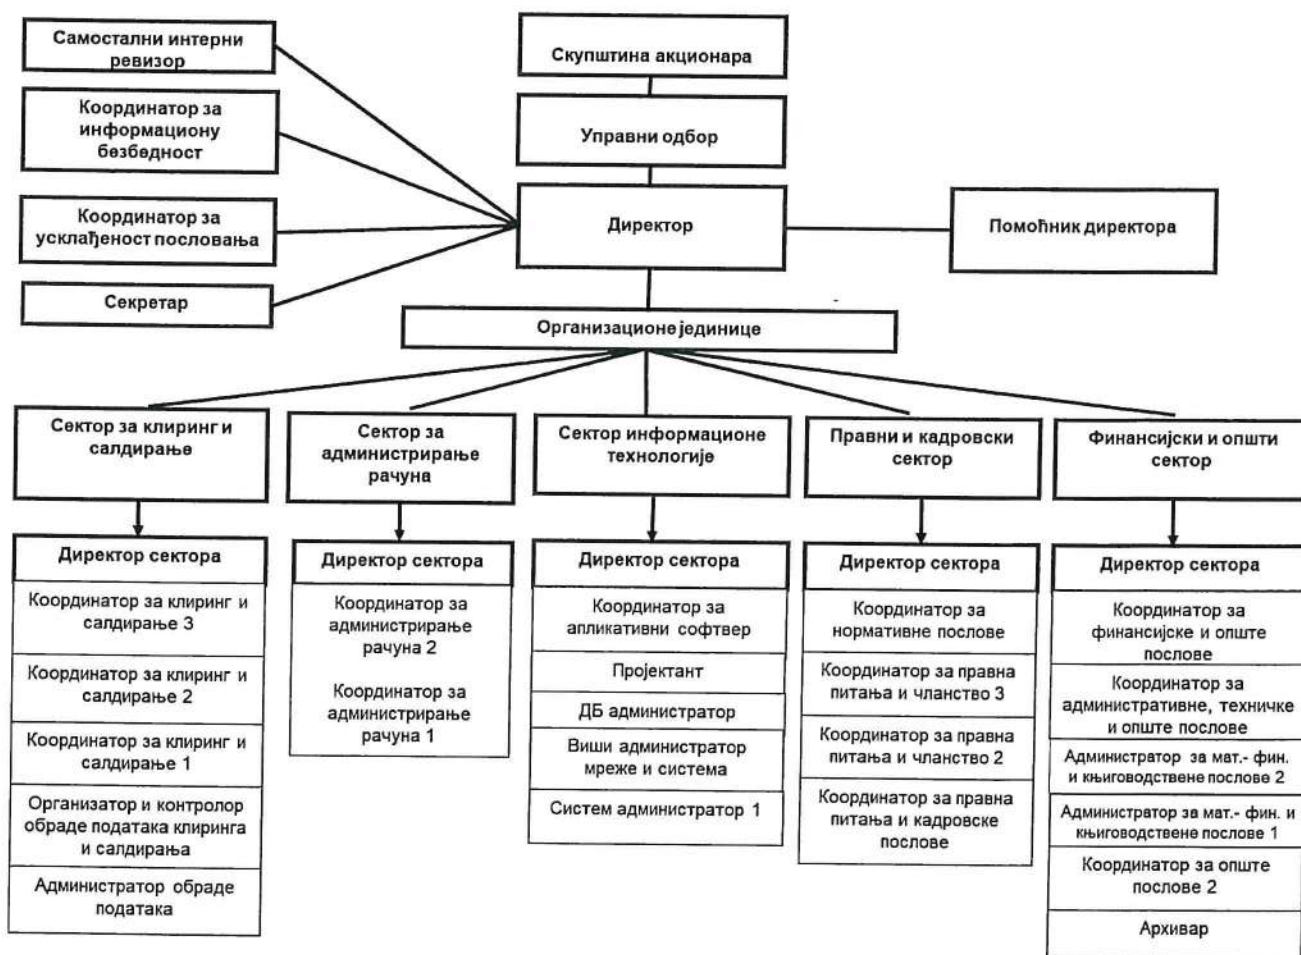 Самостални интерни
ревизор
Скупштина акционара
Координатор за
информациону
безбедност
Управни одбор
Координатор за
усклађеност пословања
Директор
Помоћник директора
Секретар
Организационе јединице
Сектор за клиринг и
салдирање
Сектор за
администрирање
рачуна
Сектор информационе
технологије
Правни и кадровски
сектор
Финансијски и општи
сектор
Директор сектора
Координатор за клиринг и
салдирање 3
Координатор за клиринг и
салдирање 2
Координатор за клиринг и
салдирање 1
Организатор и контролор
обраде података клиринга
и салдирања
Администратор обраде
података
Директор сектора
Координатор за
администрирање
рачуна 2
Координатор за
администрирање
рачуна 1
Директор сектора
Координатор за
апликативни софтвер
Пројектант
ДБ администратор
Виши администратор
мреже и система
Систем администратор 1
Директор сектора
Координатор за
нормативне послове
Координатор за правна
питања и чланство 3
Координатор за правна
питања и чланство 2
Координатор за правна
питања и кадровске
послове
Директор сектора
Координатор за
финансијске и опште
послове
Координатор за
административне, техничке
и опште послове
Администратор за мат.- фин.
и књиговодствене послове 2
Администратор за мат.- фин. и
књиговодствене послове 1
Координатор за опште
послове 2
Архивар